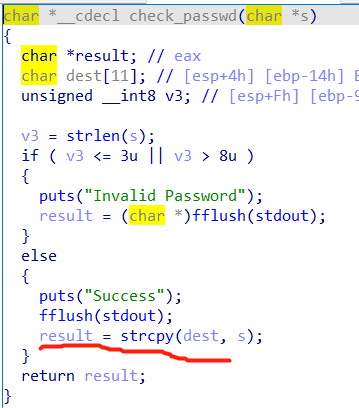 char *__cdecl check_passwd(char *s)
{
char *result; // eax
char dest[11]; // [esp+4h] [ebp-14h]
unsigned __int8 v3; // [esp+Fh] [ebp-9
v3 = strlen(s);
if ( v3 <= 3u || v3 > 8u )
{
puts("Invalid Password");
result = (char *)fflush(stdout);
}
else
{
puts("Success");
fflush(stdout);
result = strcpy(dest, s);
}
return result;
}